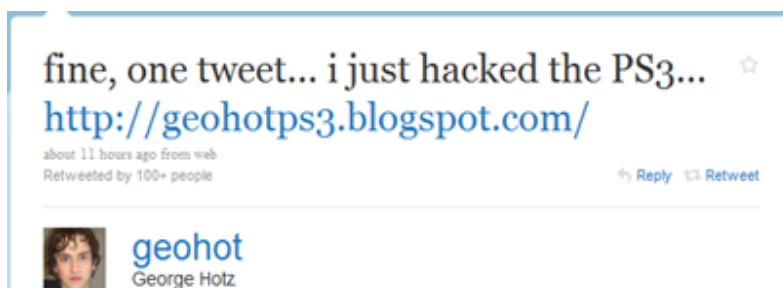 fine, one tweet... i just hacked the PS3...
http://geohotps3.blogspot.com/
about 11 hours ago from web
Retweeted by 100+ people
Reply Retweet
geohot
George Hotz